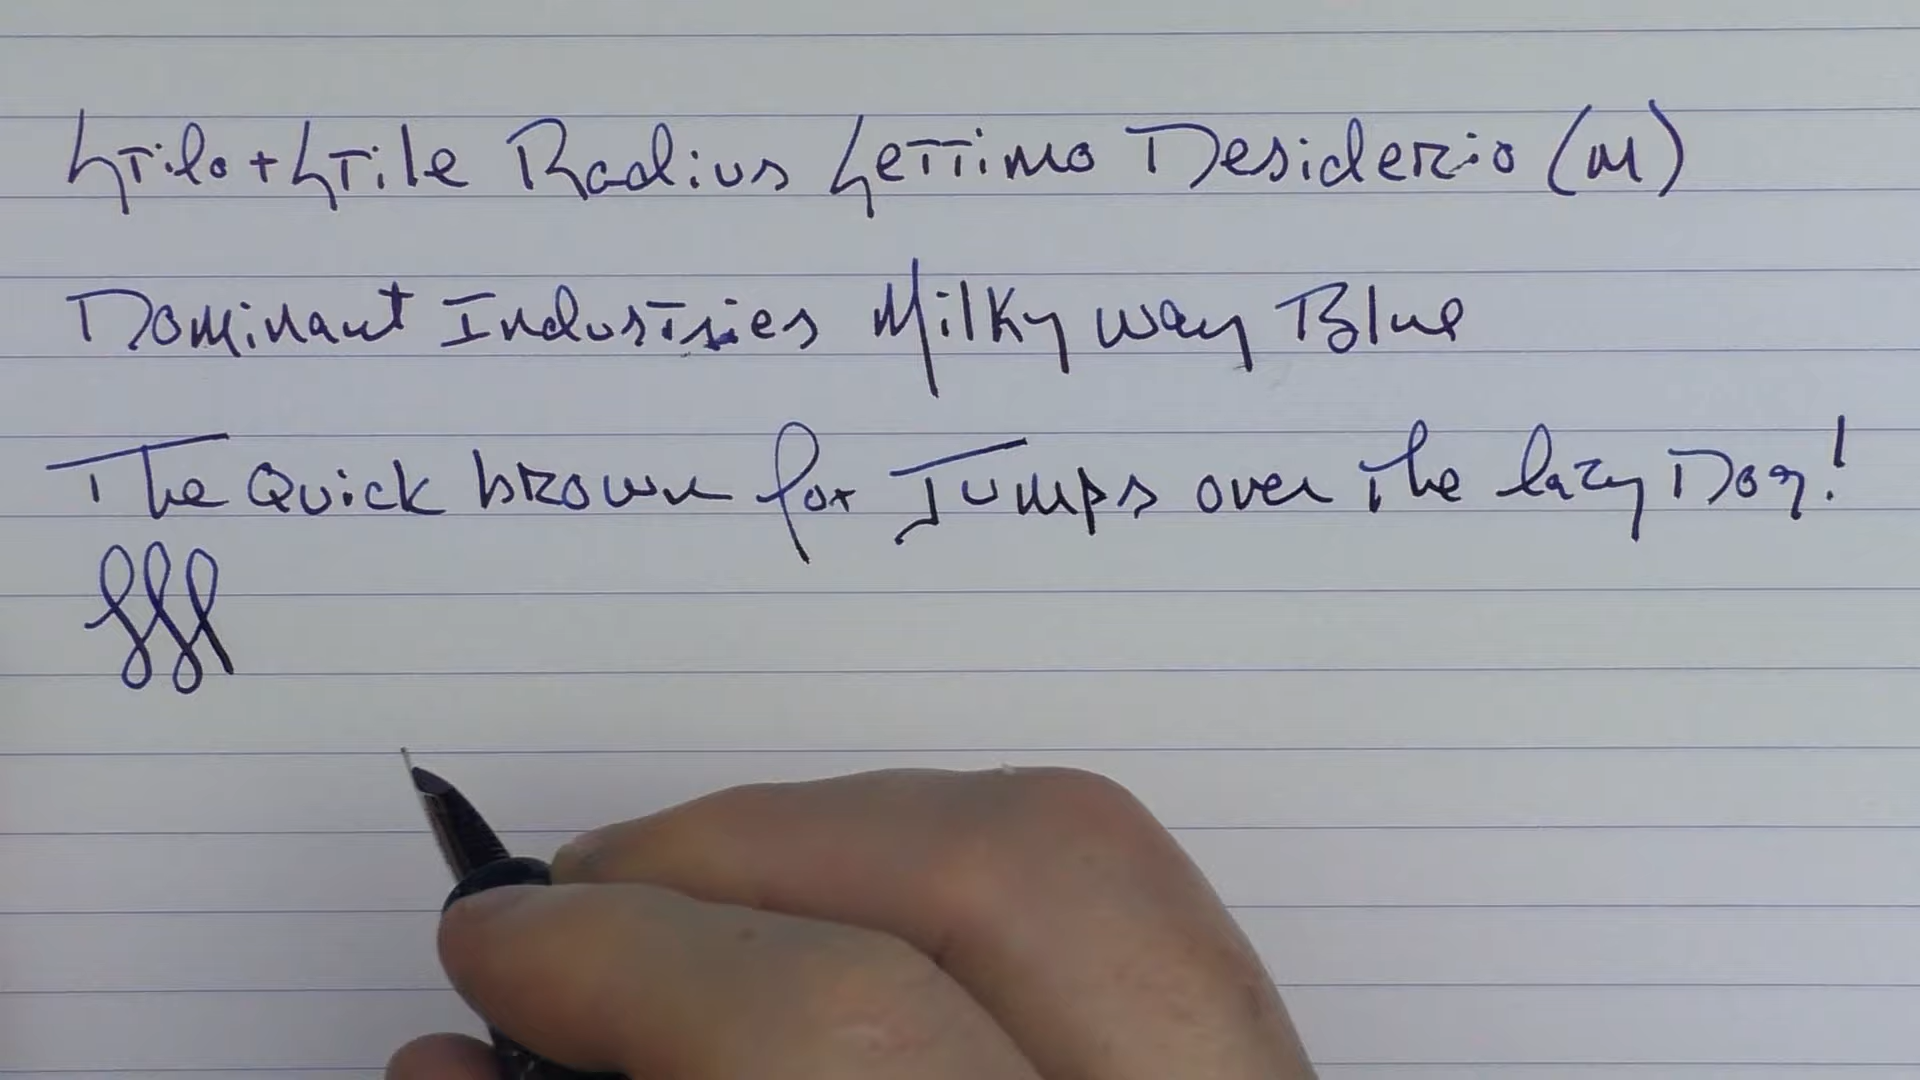 Stilo + Stile Radius Settimo Desiderio (M)
Dominant Industries Milky Way Blue
The Quick brown fox Jumps over the lazy Dog!
fff